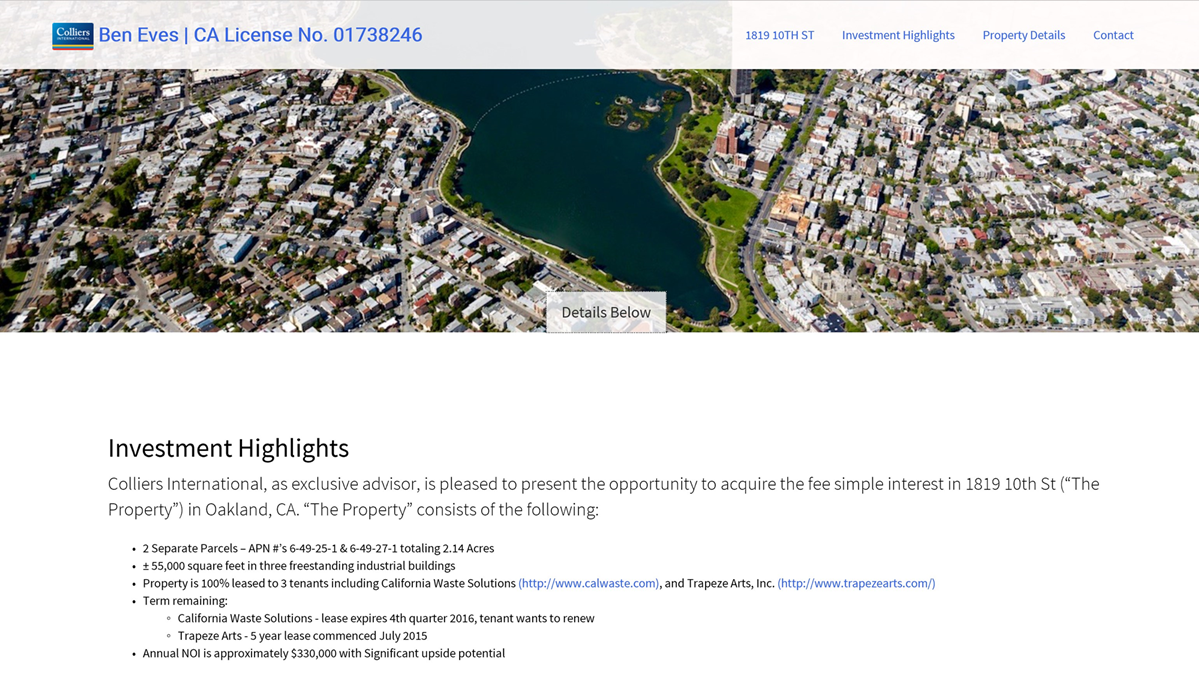 Colliers
INTERNATIONAL
Ben Eves | CA License No. 01738246
1819 10TH ST
Investment Highlights
Property Details
Contact
Details Below
Investment Highlights
Colliers International, as exclusive advisor, is pleased to present the opportunity to acquire the fee simple interest in 1819 10th St (“The
Property”) in Oakland, CA. “The Property” consists of the following:
• 2 Separate Parcels – APN #’s 6-49-25-1 & 6-49-27-1 totaling 2.14 Acres
• ± 55,000 square feet in three freestanding industrial buildings
• Property is 100% leased to 3 tenants including California Waste Solutions (http://www.calwaste.com), and Trapeze Arts, Inc. (http://www.trapezearts.com/)
• Term remaining:
◦ California Waste Solutions - lease expires 4th quarter 2016, tenant wants to renew
◦ Trapeze Arts - 5 year lease commenced July 2015
• Annual NOI is approximately $330,000 with Significant upside potential